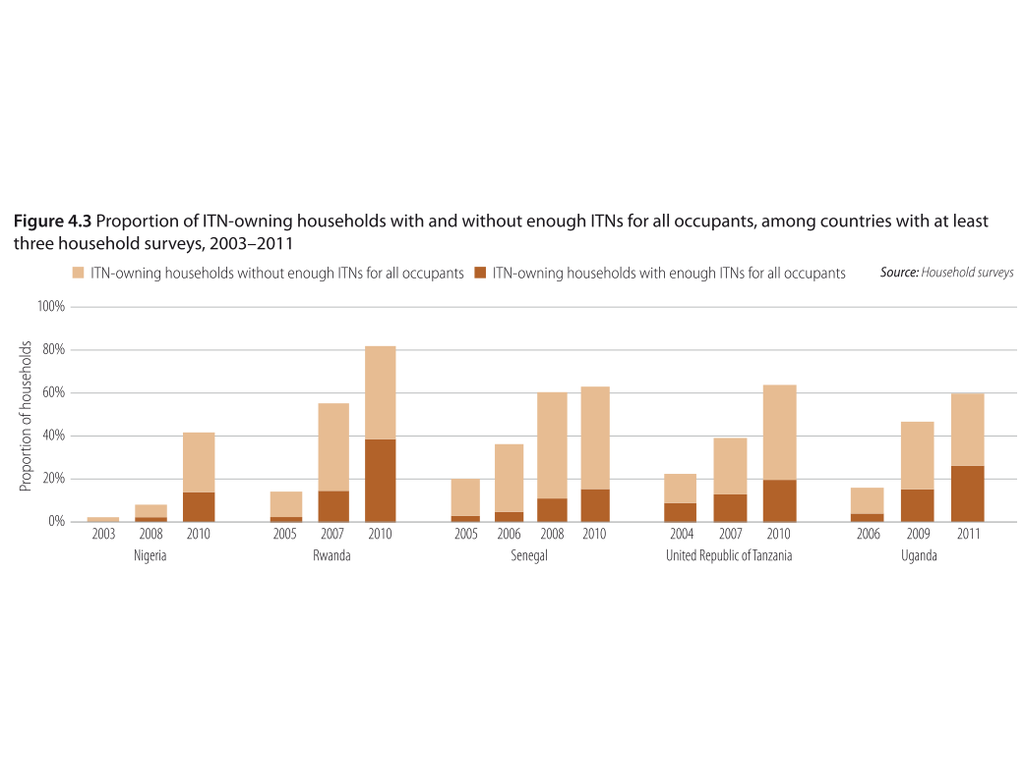 Figure 4.3 Proportion of ITN-owning households with and without enough ITNs for all occupants, among countries with at least
three household surveys, 2003–2011
ITN-owning households without enough ITNs for all occupants ITN-owning households with enough ITNs for all occupants Source: Household surveys
Proportion of households
100%
80%
60%
40%
20%
0%
2003 2008 2010 2005 2007 2010 2005 2006 2008 2010 2004 2007 2010 2006 2009 2011
Nigeria Rwanda Senegal United Republic of Tanzania Uganda